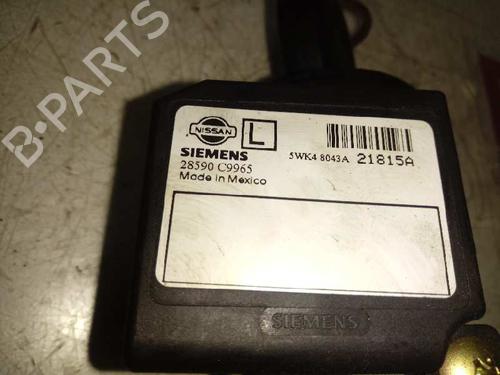 B-PARTS
NISSAN
L
SIEMENS
28590 C9965
Made in Mexico
5WK4 8043A 21815A
SIEMENS